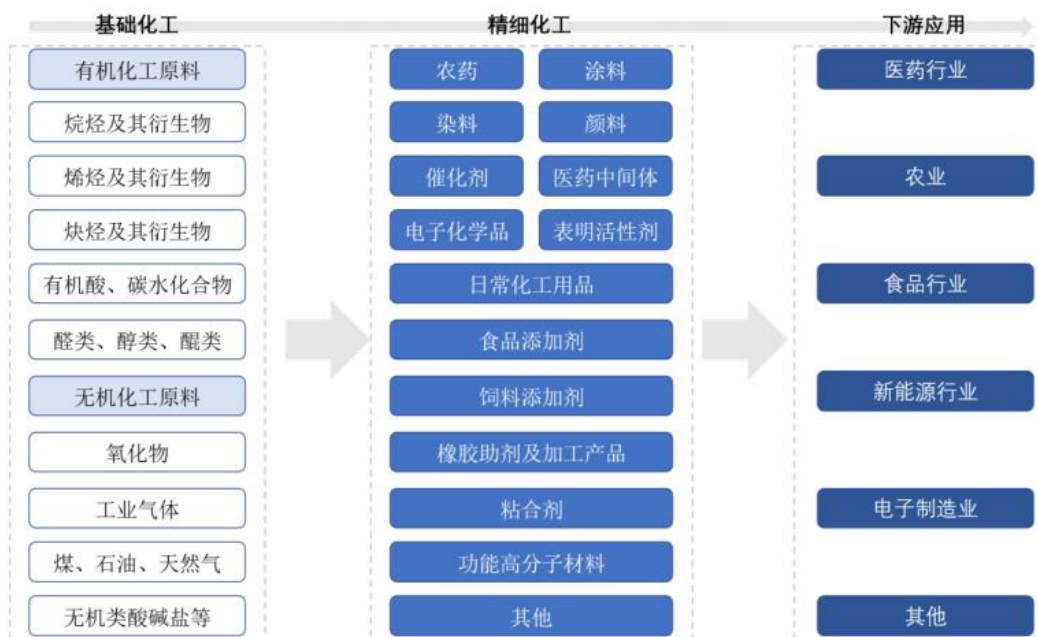 基础化工
精细化工
下游应用
有机化工原料
烷烃及其衍生物
烯烃及其衍生物
炔烃及其衍生物
有机酸、碳水化合物
醛类、醇类、醌类
无机化工原料
氧化物
工业气体
煤、石油、天然气
无机类酸碱盐等
农药
涂料
染料
颜料
催化剂
医药中间体
电子化学品
表明活性剂
日常化工用品
食品添加剂
饲料添加剂
橡胶助剂及加工产品
粘合剂
功能高分子材料
其他
医药行业
农业
食品行业
新能源行业
电子制造业
其他